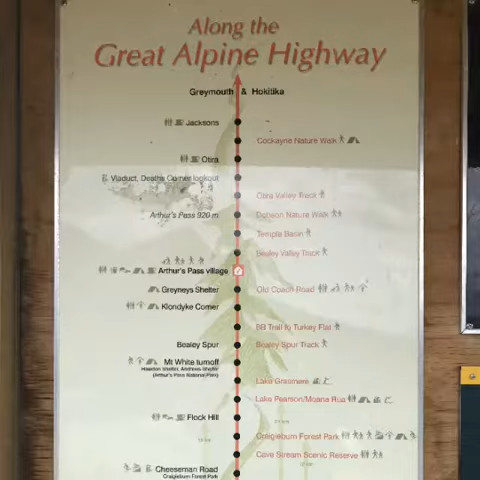 Along the
Great Alpine Highway
Greymouth & Hokitika
Jacksons
Cockayne Nature Walk
Otira
Viaduct, Deaths Corner lookout
Otira Valley Track
Arthur's Pass 920 m
Dobson Nature Walk
Temple Basin
Bealey Valley Track
Arthur's Pass village
Greyneys Shelter
Old Coach Road
Klondyke Corner
BB Trail to Turkey Flat
Bealey Spur
Bealey Spur Track
Mt White turnoff
Hawdon Shelter, Andrews Shelter
(Arthur's Pass National Park)
Lake Grasmere
Lake Pearson/Moana Rua
Flock Hill
Craigieburn Forest Park
Cave Stream Scenic Reserve
Cheeseman Road
Craigieburn Forest Park